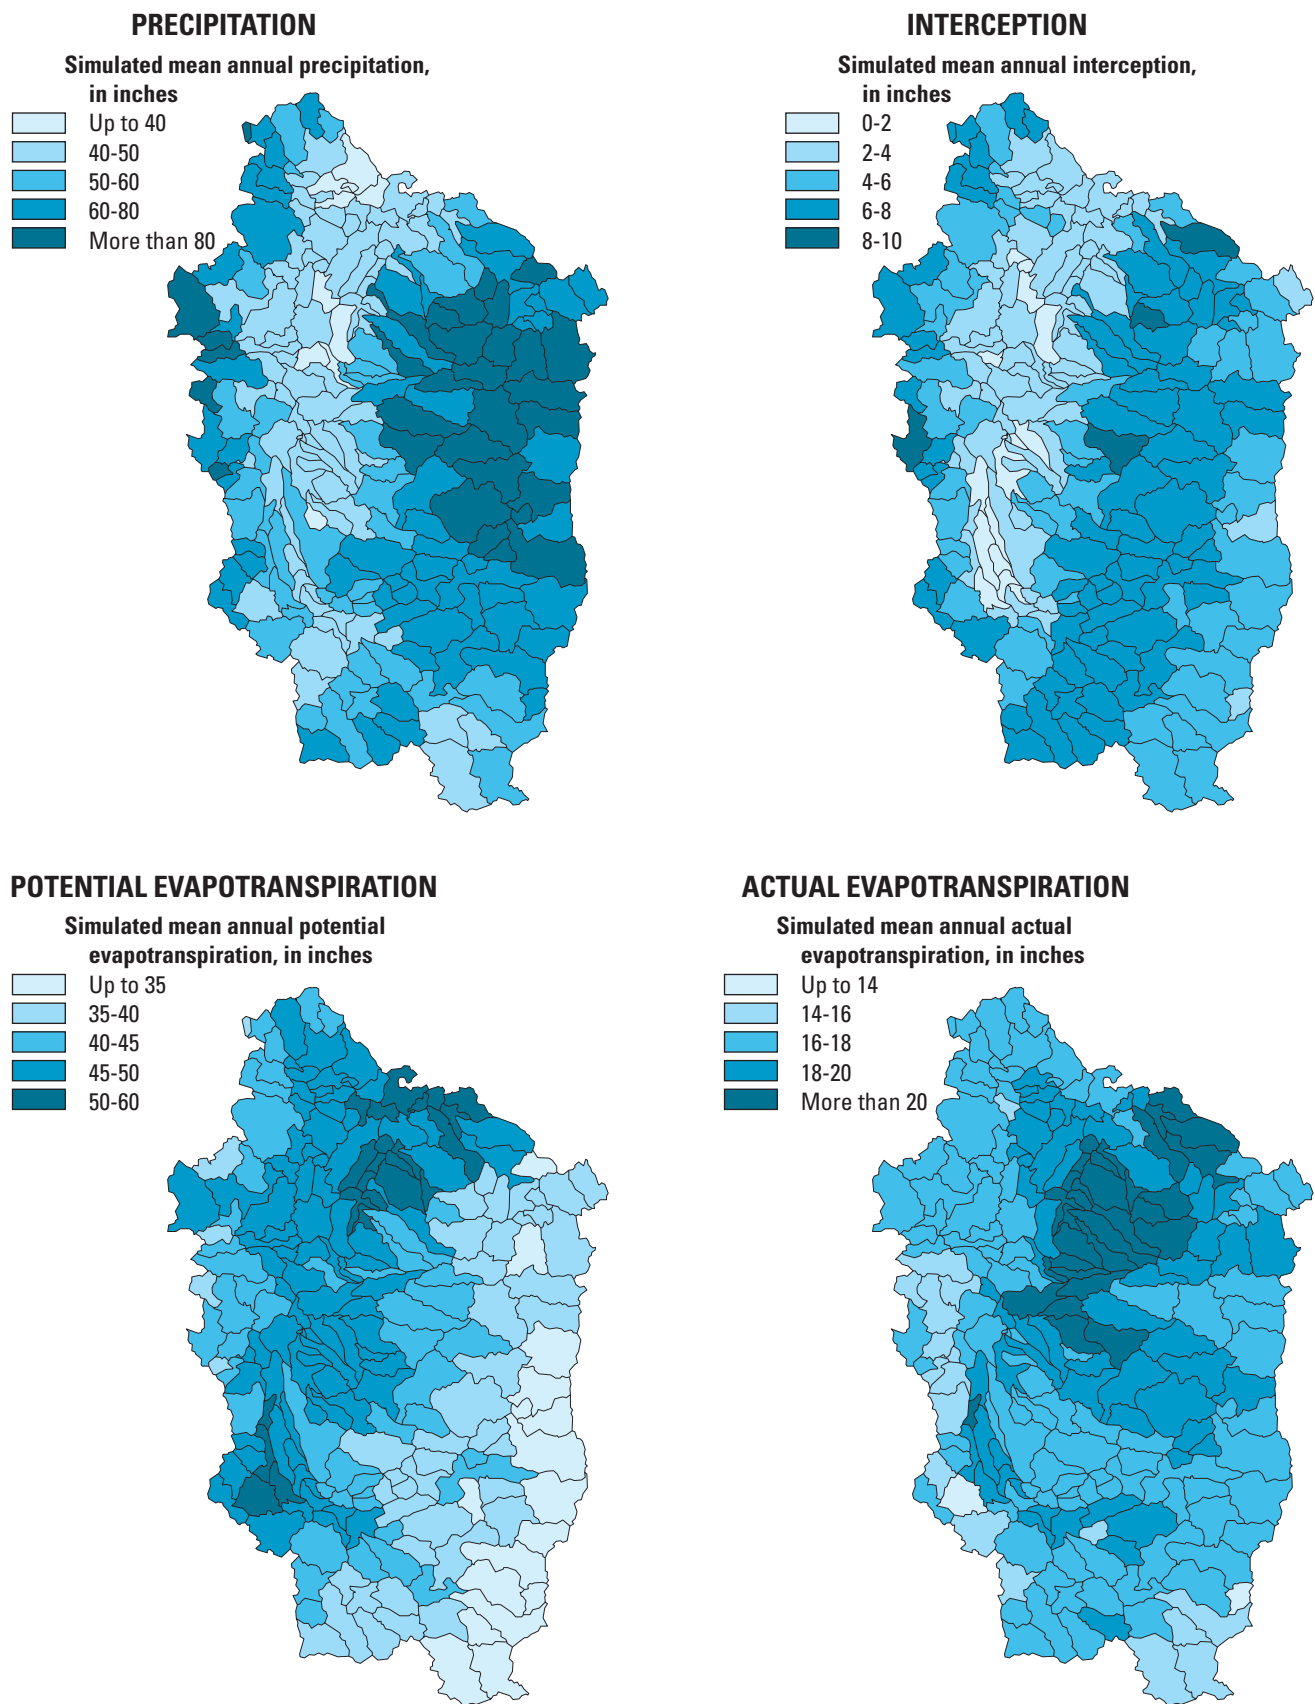 PRECIPITATION
Simulated mean annual precipitation,
in inches
Up to 40
40-50
50-60
60-80
More than 80
INTERCEPTION
Simulated mean annual interception,
in inches
0-2
2-4
4-6
6-8
8-10
POTENTIAL EVAPOTRANSPIRATION
Simulated mean annual potential
evapotranspiration, in inches
Up to 35
35-40
40-45
45-50
50-60
ACTUAL EVAPOTRANSPIRATION
Simulated mean annual actual
evapotranspiration, in inches
Up to 14
14-16
16-18
18-20
More than 20